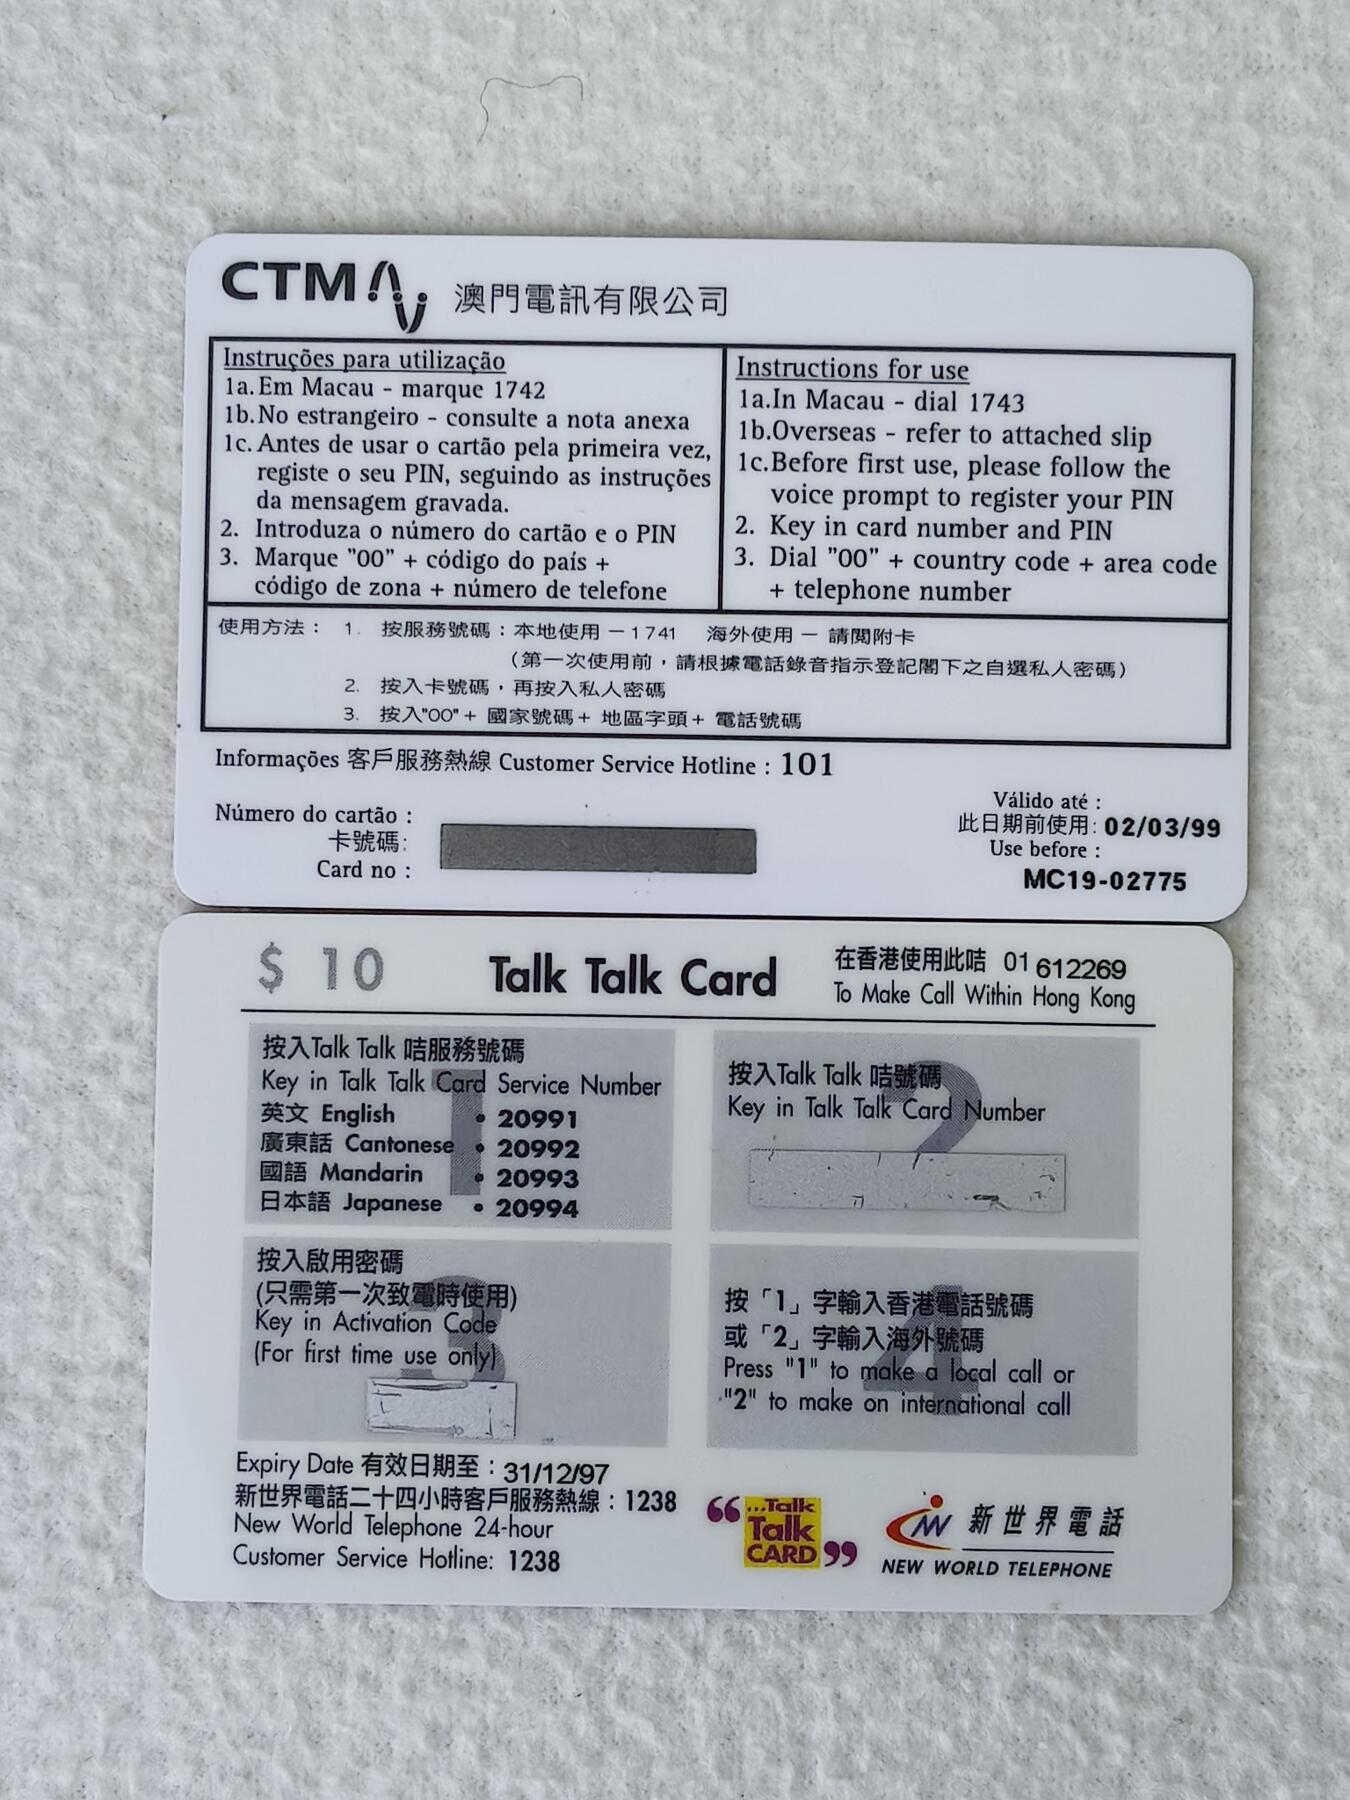 CTM 澳門電訊有限公司
Instruções para utilização
1a. Em Macau - marque 1742
1b. No estrangeiro - consulte a nota anexa
1c. Antes de usar o cartão pela primeira vez,
registe o seu PIN, seguindo as instruções
da mensagem gravada.
2. Introduza o número do cartão e o PIN
3. Marque "00" + código do país +
código de zona + número de telefone
Instructions for use
1a.In Macau - dial 1743
1b.Overseas - refer to attached slip
1c.Before first use, please follow the
voice prompt to register your PIN
2. Key in card number and PIN
3. Dial "00" + country code + area code
+ telephone number
使用方法： 1. 按服務號碼：本地使用 － 1741 海外使用 － 請閱附卡
（第一次使用前，請根據電話錄音指示登記閣下之自選私人密碼）
2. 按入卡號碼，再按入私人密碼
3. 按入"00"+ 國家號碼+ 地區字頭+ 電話號碼
Informações 客戶服務熱線 Customer Service Hotline : 101
Número do cartão :
卡號碼:
Card no :
Válido até :
此日期前使用: 02/03/99
Use before :
MC19-02775
$ 10
Talk Talk Card
在香港使用此咭 01 612269
To Make Call Within Hong Kong
1
按入Talk Talk 咭服務號碼
Key in Talk Talk Card Service Number
英文 English • 20991
廣東話 Cantonese • 20992
國語 Mandarin • 20993
日本語 Japanese • 20994
2
按入Talk Talk 咭號碼
Key in Talk Talk Card Number
3
按入啟用密碼
(只需第一次致電時使用)
Key in Activation Code
(For first time use only)
4
按「1」字輸入香港電話號碼
或「2」字輸入海外號碼
Press "1" to make a local call or
"2" to make on international call
Expiry Date 有效日期至：31/12/97
新世界電話二十四小時客戶服務熱線：1238
New World Telephone 24-hour
Customer Service Hotline: 1238
“ ...Talk
Talk
CARD ”
新世界電話
NEW WORLD TELEPHONE